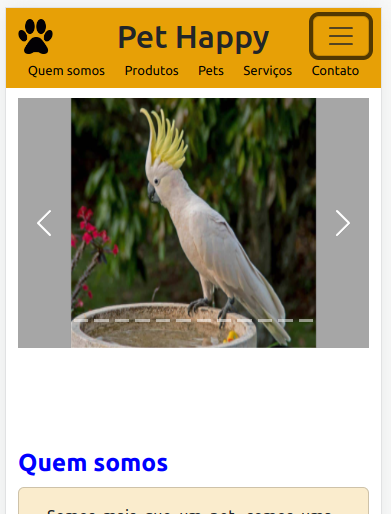 Pet Happy
Quem somos Produtos Pets Serviços Contato
Quem somos
Somos mais que um pet, somos uma